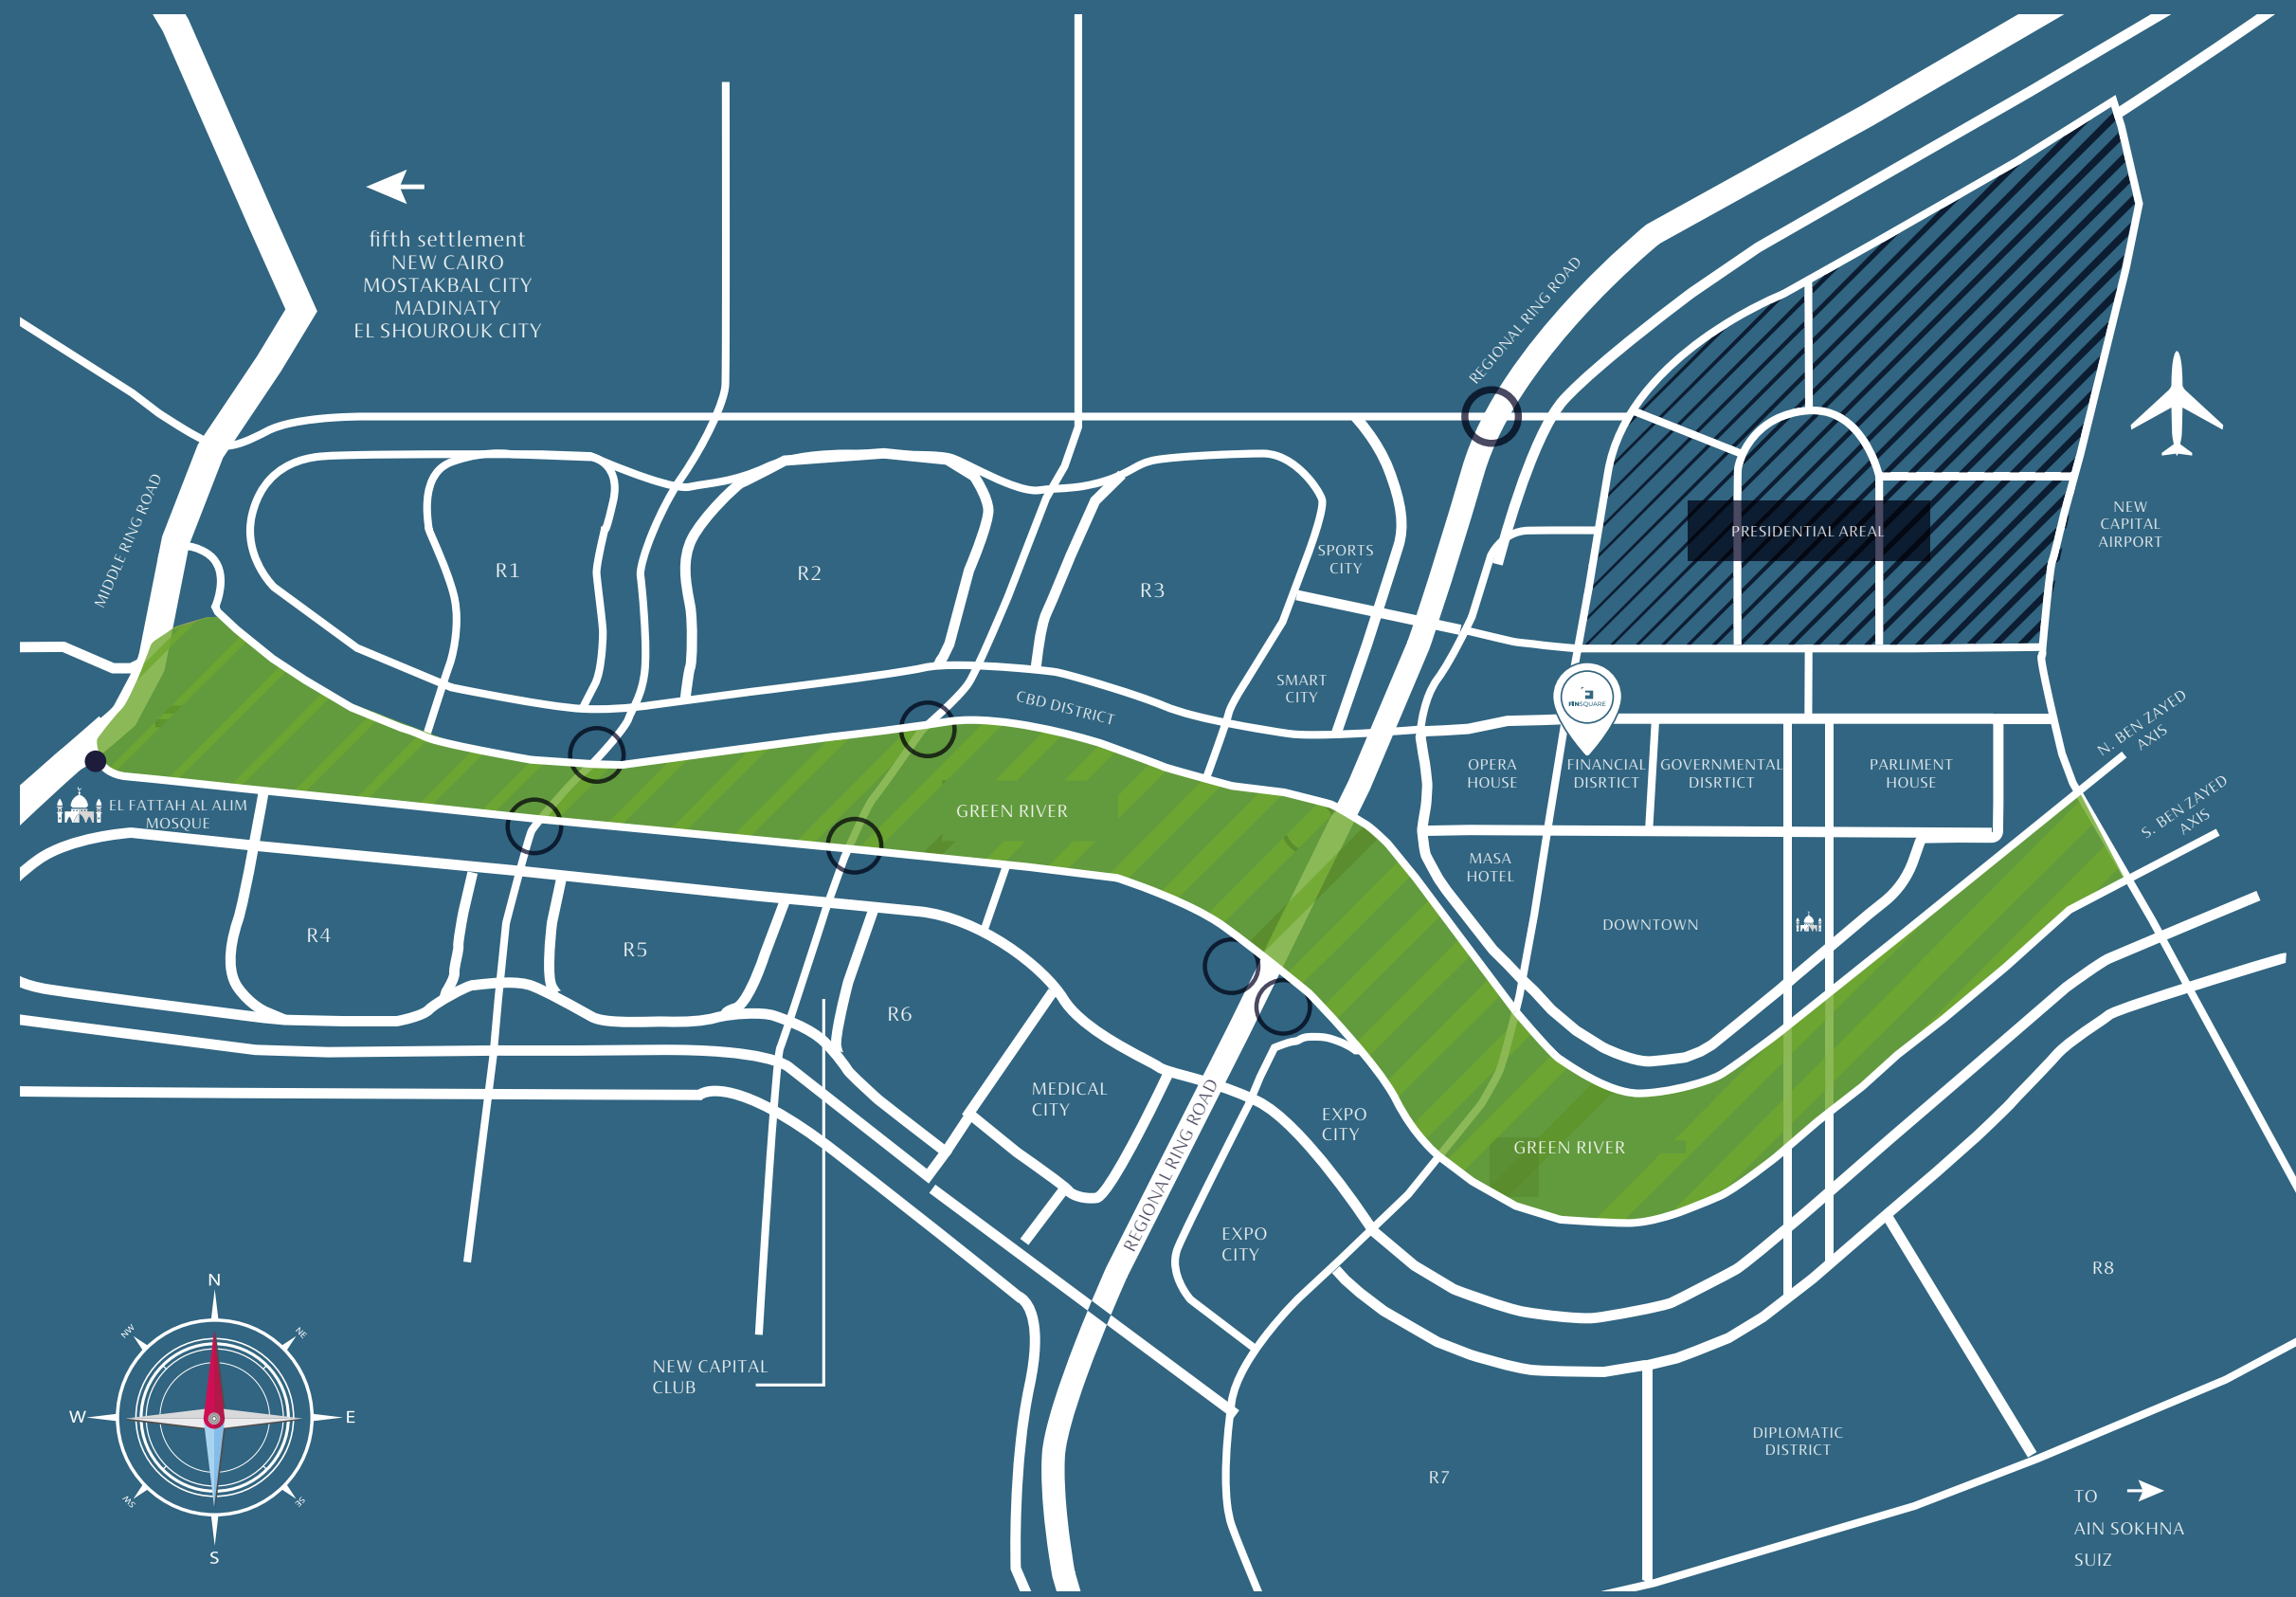 fifth settlement
NEW CAIRO
MOSTAKBAL CITY
MADINATY
EL SHOUROUK CITY
REGIONAL RING ROAD
MIDDLE RING ROAD
PRESIDENTIAL AREAL
NEW
CAPITAL
AIRPORT
R1
R2
R3
SPORTS
CITY
SMART
CITY
CBD DISTRICT
FINSQUARE
N. BEN ZAYED
AXIS
S. BEN ZAYED
AXIS
OPERA
HOUSE
FINANCIAL
DISRTICT
GOVERNMENTAL
DISRTICT
PARLIMENT
HOUSE
EL FATTAH AL ALIM
MOSQUE
GREEN RIVER
MASA
HOTEL
DOWNTOWN
R4
R5
R6
MEDICAL
CITY
REGIONAL RING ROAD
EXPO
CITY
GREEN RIVER
EXPO
CITY
R8
N
NW
NE
W
E
SW
SE
S
NEW CAPITAL
CLUB
DIPLOMATIC
DISTRICT
R7
TO
AIN SOKHNA
SUIZ